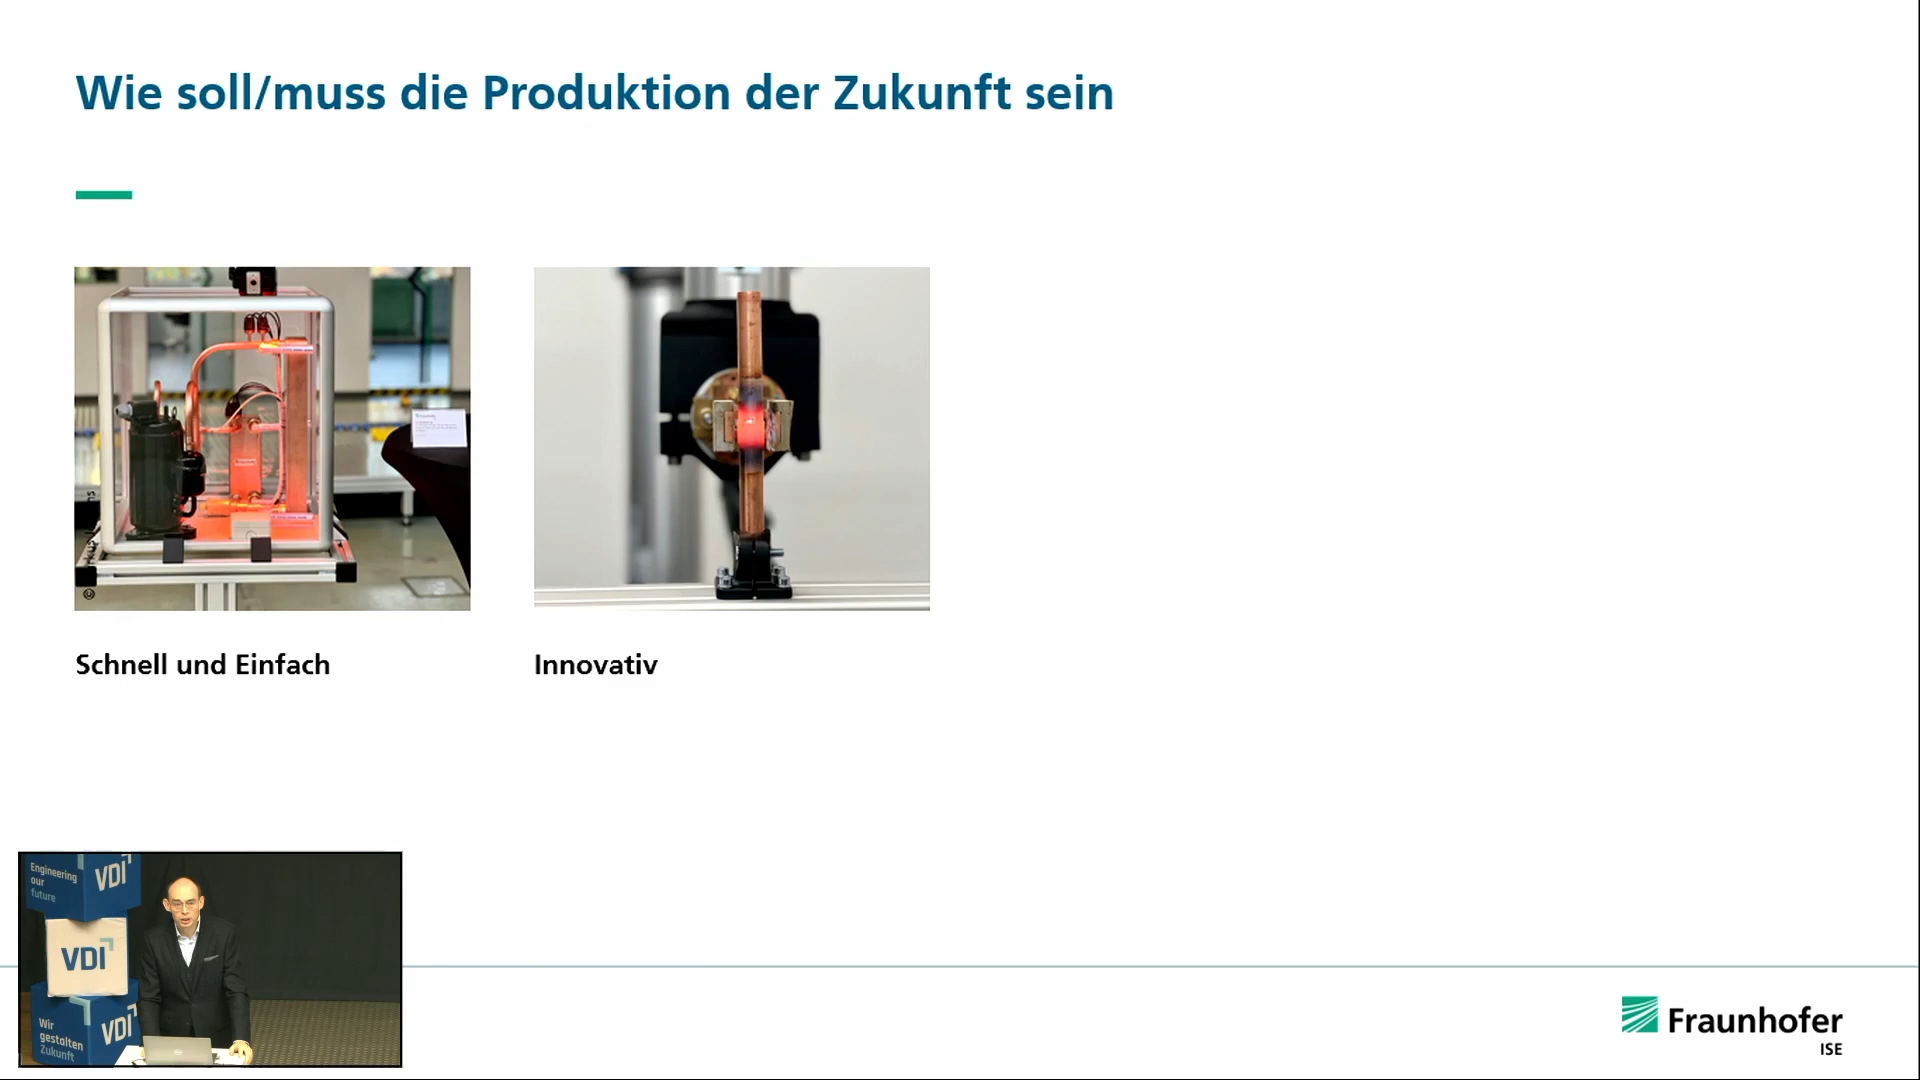 Wie soll/muss die Produktion der Zukunft sein
Schnell und Einfach
Innovativ
Engineering
our
future
VDI
VDI
Wir
gestalten
Zukunft
VDI
Fraunhofer
ISE